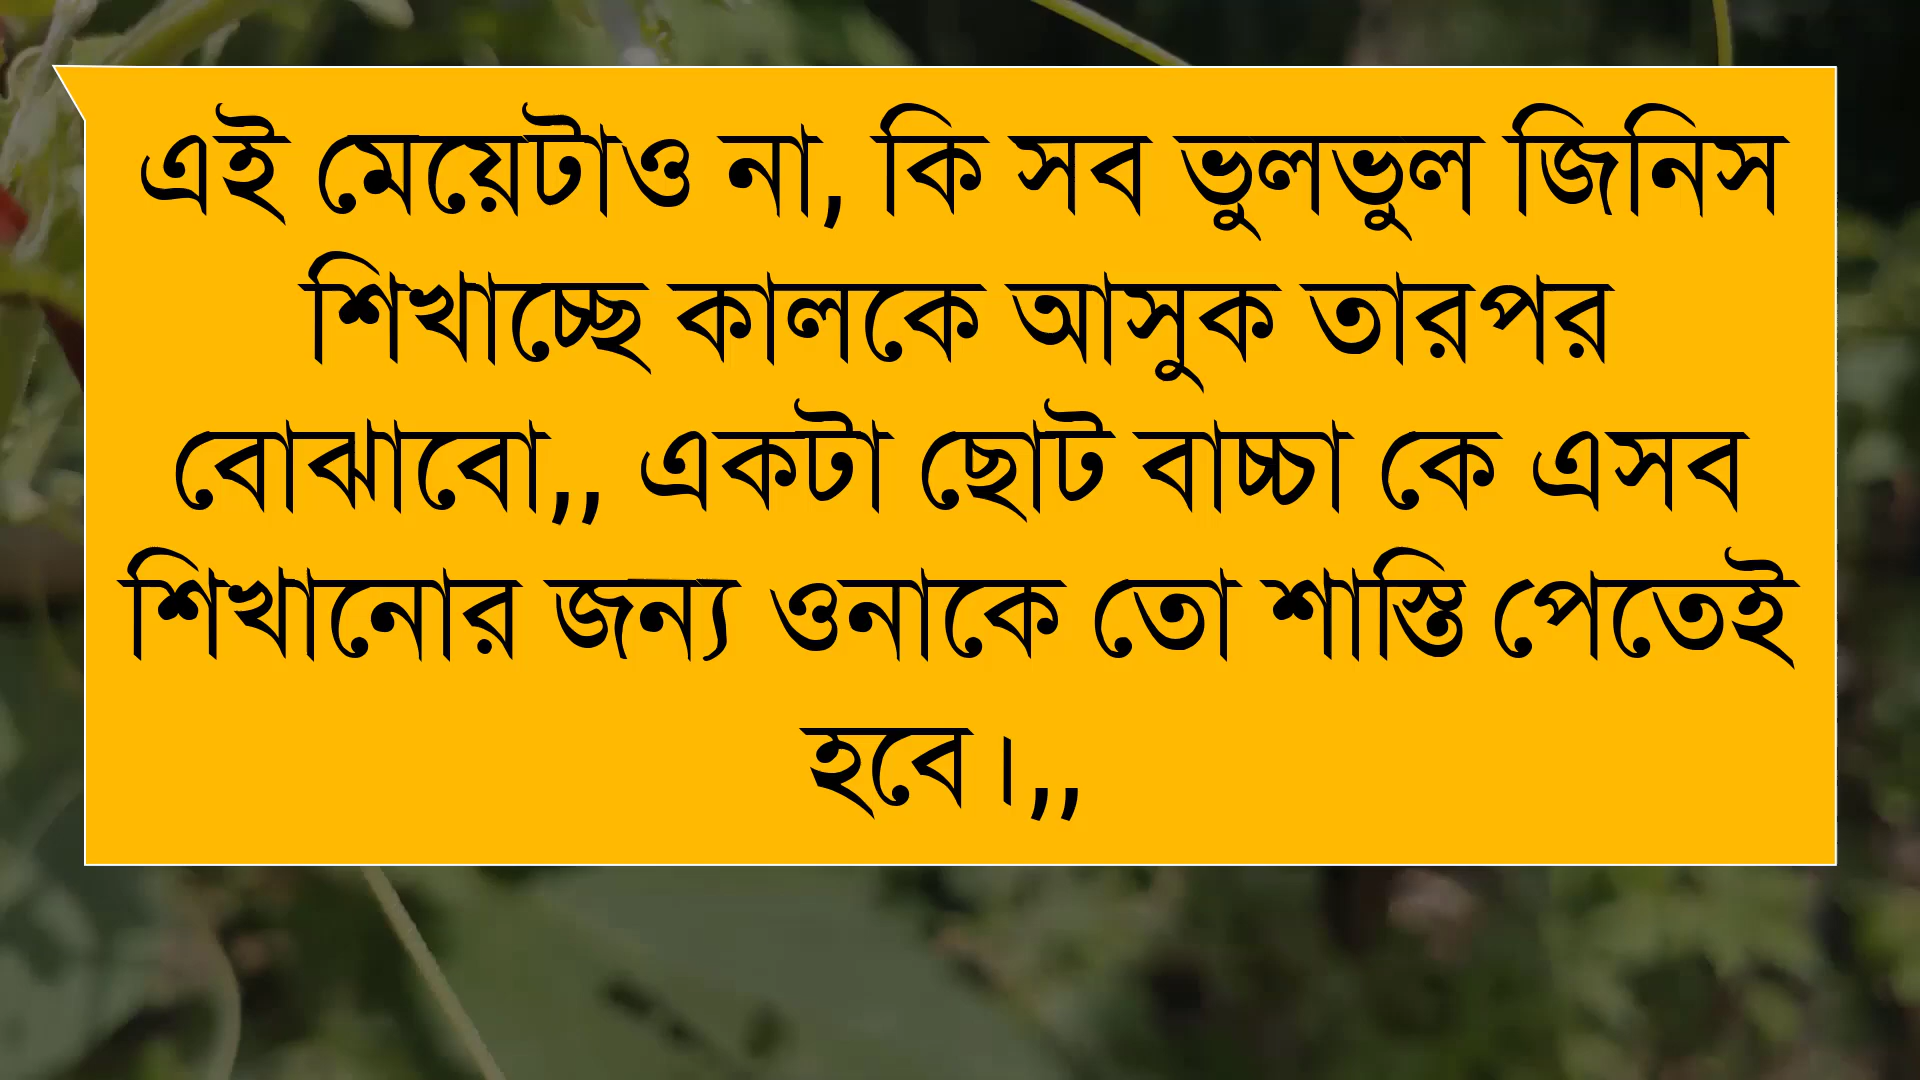 এই মেয়েটাও না, কি সব ভুলভুল জিনিস
শিখাচ্ছে কালকে আসুক তারপর
বোঝাবো,, একটা ছোট বাচ্চা কে এসব
শিখানোর জন্য ওনাকে তো শাস্তি পেতেই
হবে।,,